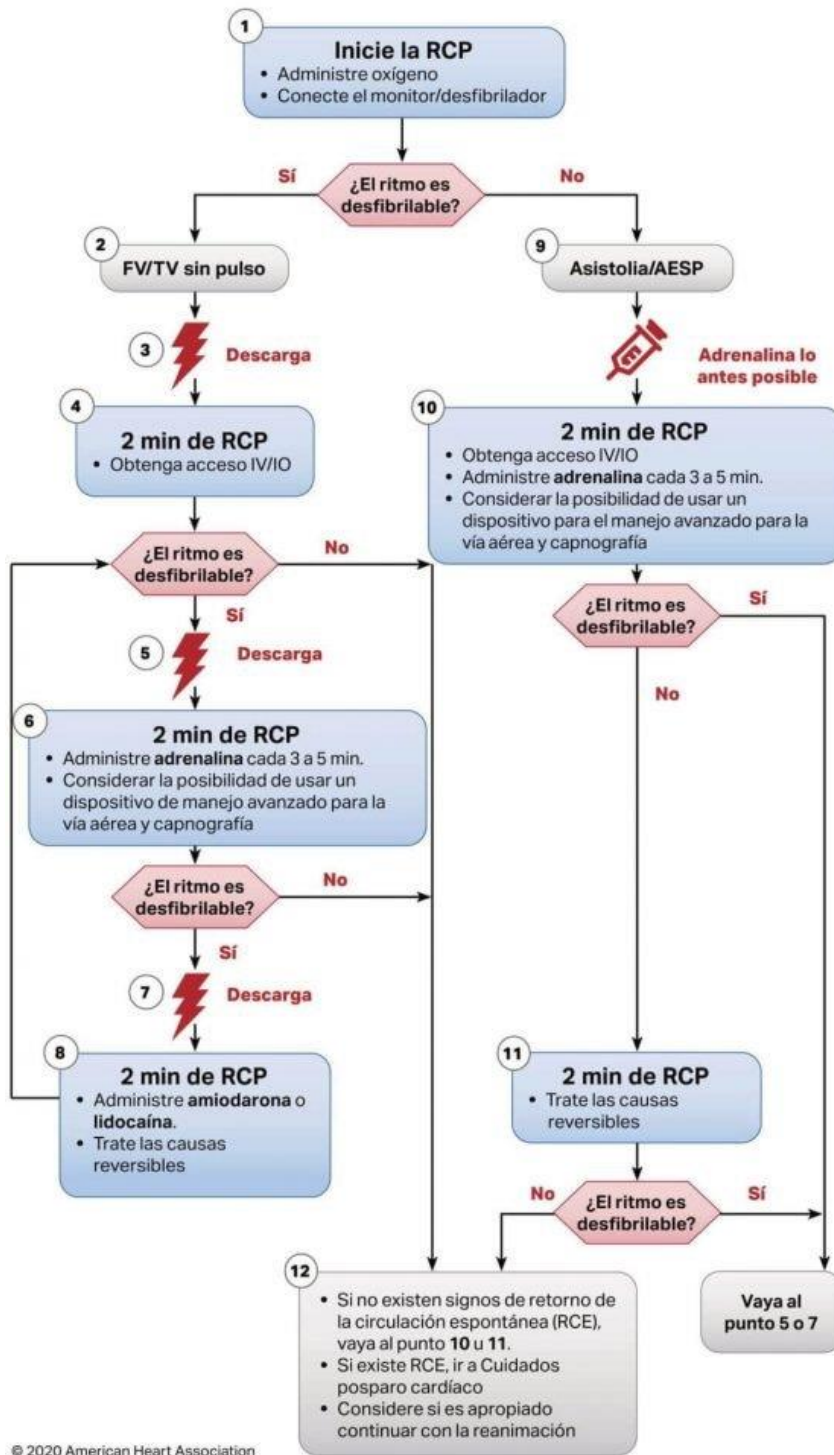 1
Inicie la RCP
• Administre oxígeno
• Conecte el monitor/desfibrilador
¿El ritmo es
desfibrilable?
Sí
No
2
FV/TV sin pulso
3
Descarga
4
2 min de RCP
• Obtenga acceso IV/IO
¿El ritmo es
desfibrilable?
No
Sí
5
Descarga
6
2 min de RCP
• Administre adrenalina cada 3 a 5 min.
• Considerar la posibilidad de usar un
dispositivo de manejo avanzado para la
vía aérea y capnografía
¿El ritmo es
desfibrilable?
No
Sí
7
Descarga
8
2 min de RCP
• Administre amiodarona o
lidocaína.
• Trate las causas
reversibles
9
Asistolia/AESP
Adrenalina lo
antes posible
10
2 min de RCP
• Obtenga acceso IV/IO
• Administre adrenalina cada 3 a 5 min.
• Considerar la posibilidad de usar un
dispositivo para el manejo avanzado para la
vía aérea y capnografía
¿El ritmo es
desfibrilable?
Sí
No
11
2 min de RCP
• Trate las causas
reversibles
¿El ritmo es
desfibrilable?
No
Sí
12
• Si no existen signos de retorno de
la circulación espontánea (RCE),
vaya al punto 10 u 11.
• Si existe RCE, ir a Cuidados
posparo cardíaco
• Considere si es apropiado
continuar con la reanimación
Vaya al
punto 5 o 7
© 2020 American Heart Association